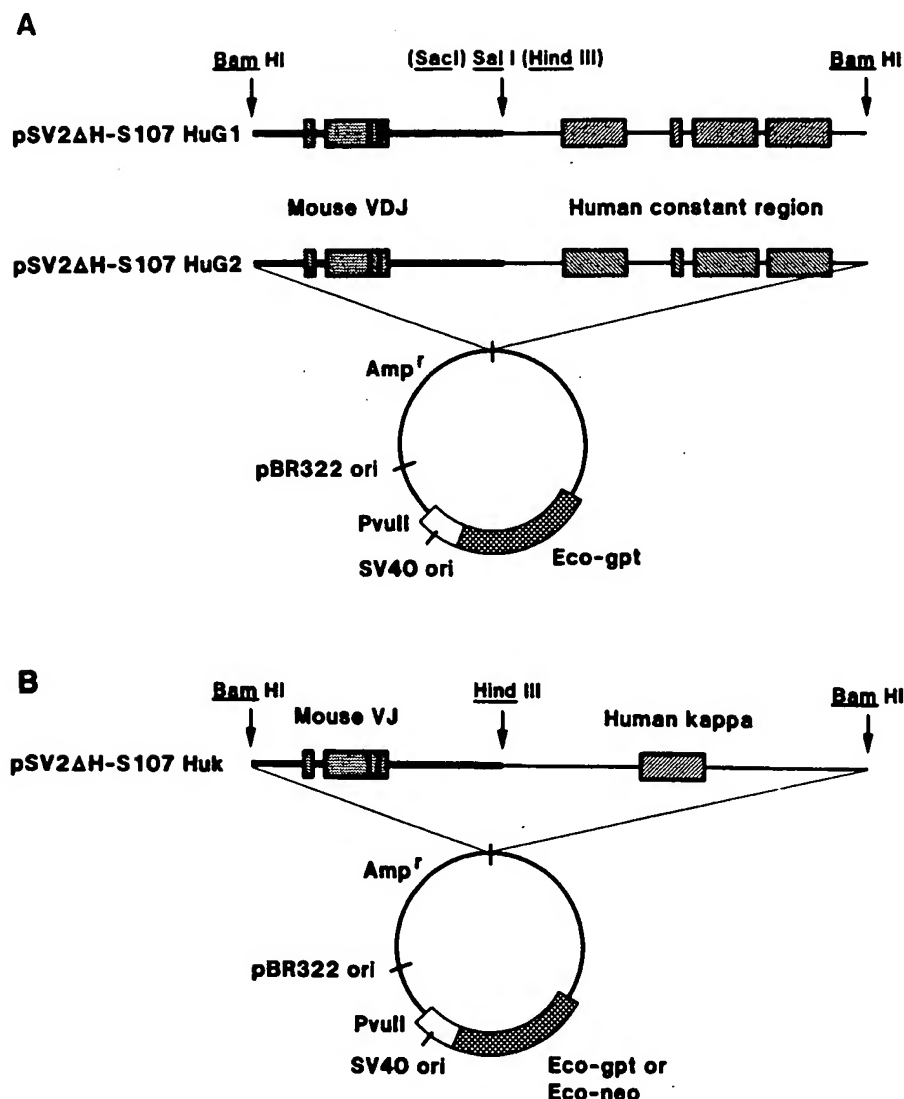 A
Bam HI
(SacI) Sal I (Hind III)
Bam HI
pSV2ΔH-S107 HuG1
Mouse VDJ
Human constant region
pSV2ΔH-S107 HuG2
Amp r
pBR322 ori
PvuII
SV40 ori
Eco-gpt
B
Bam HI
Mouse VJ
Hind III
Human kappa
Bam HI
pSV2ΔH-S107 Huk
Amp r
pBR322 ori
PvuII
SV40 ori
Eco-gpt or
Eco-neo